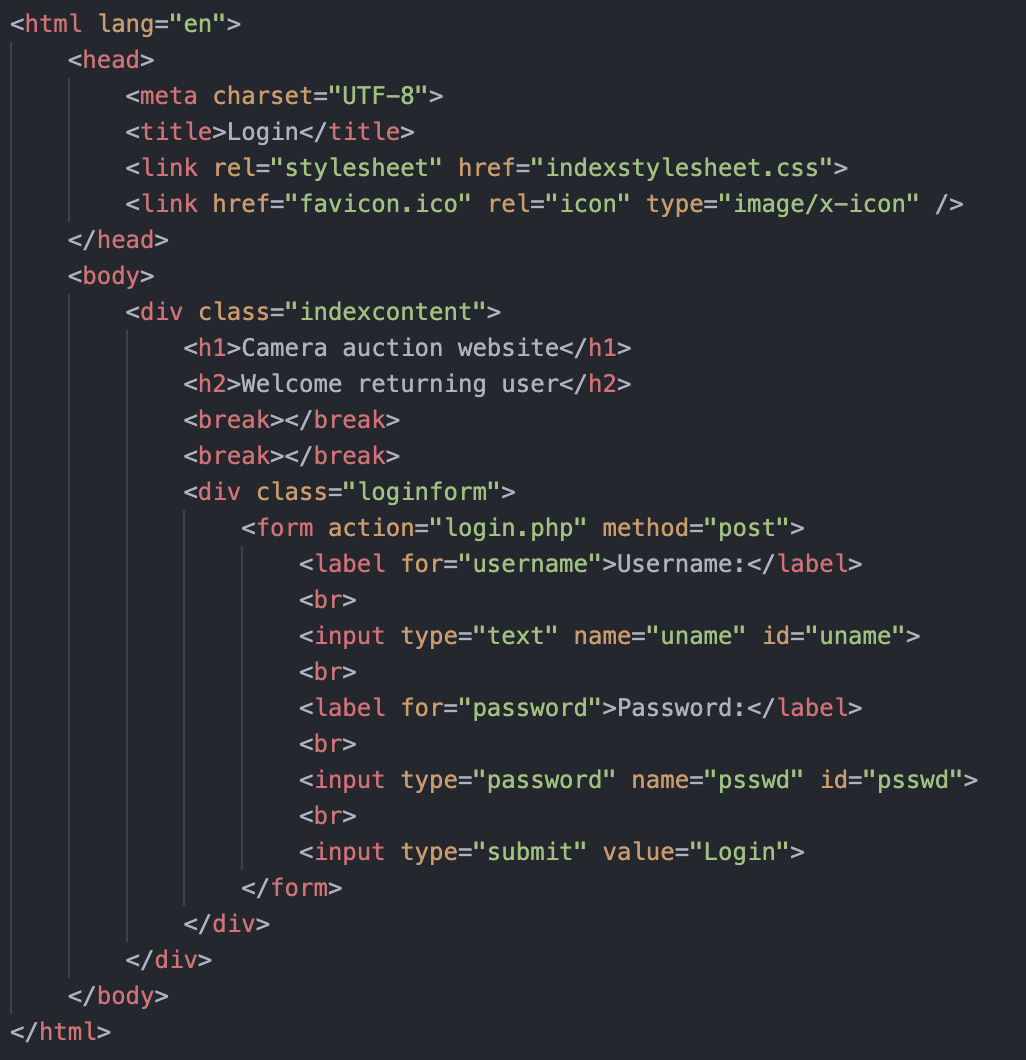 <html lang="en">
    <head>
        <meta charset="UTF-8">
        <title>Login</title>
        <link rel="stylesheet" href="indexstylesheet.css">
        <link href="favicon.ico" rel="icon" type="image/x-icon" />
    </head>
    <body>
        <div class="indexcontent">
            <h1>Camera auction website</h1>
            <h2>Welcome returning user</h2>
            <break></break>
            <break></break>
            <div class="loginform">
                <form action="login.php" method="post">
                    <label for="username">Username:</label>
                    <br>
                    <input type="text" name="uname" id="uname">
                    <br>
                    <label for="password">Password:</label>
                    <br>
                    <input type="password" name="psswd" id="psswd">
                    <br>
                    <input type="submit" value="Login">
                </form>
            </div>
        </div>
    </body>
</html>